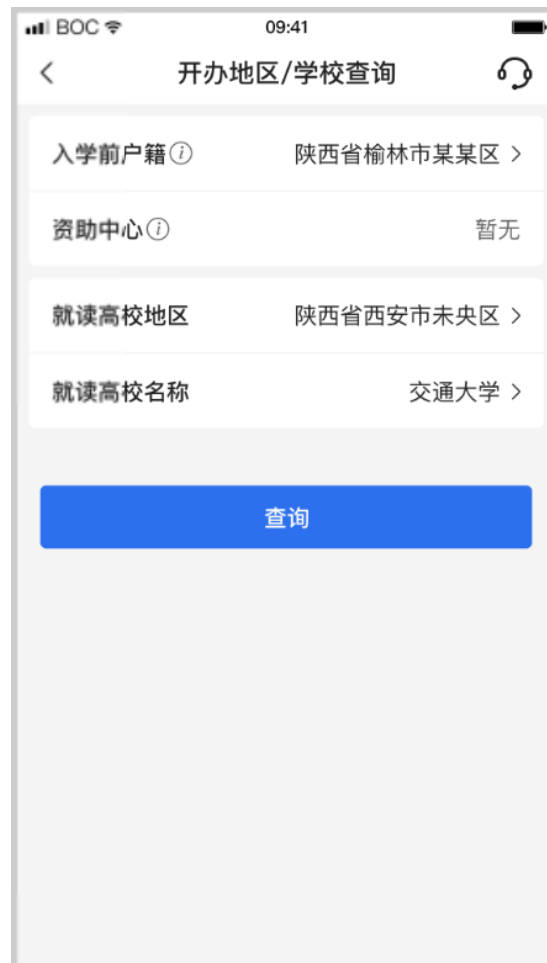 BOC 09:41
开办地区/学校查询
入学前户籍 陕西省榆林市某某区
资助中心 暂无
就读高校地区 陕西省西安市未央区
就读高校名称 交通大学
查询